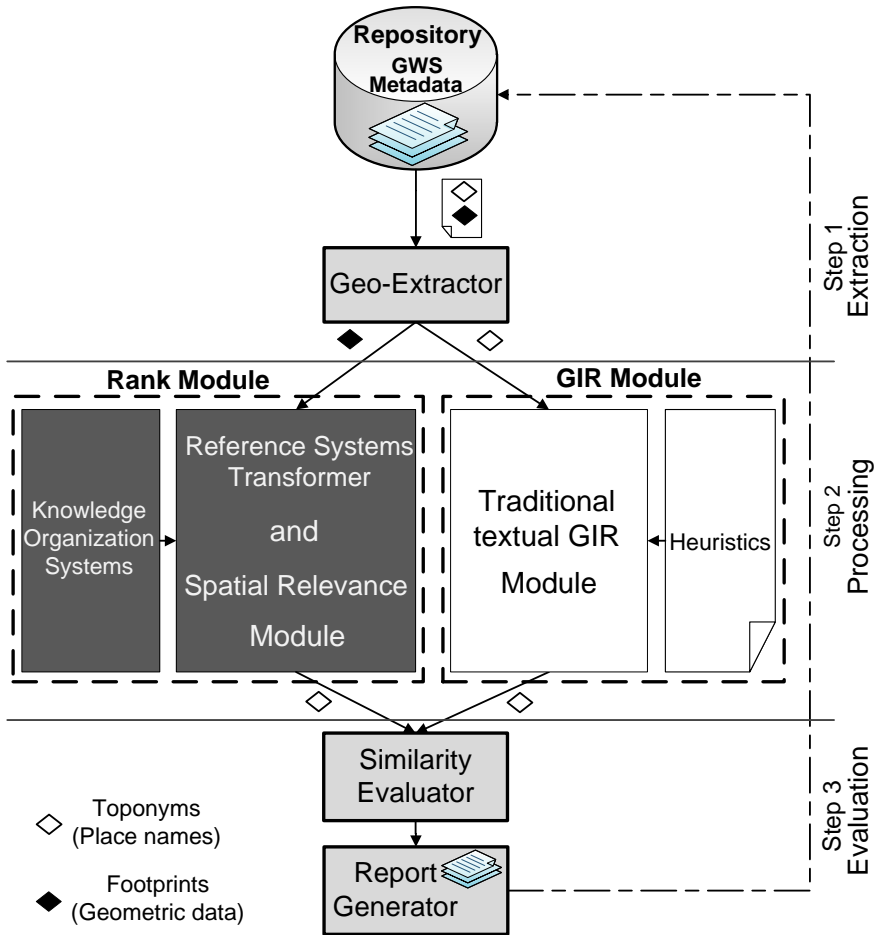 Repository
GWS
Metadata
Geo-Extractor
Step 1
Extraction
Rank Module
GIR Module
Knowledge
Organization
Systems
Reference Systems
Transformer
and
Spatial Relevance
Module
Traditional
textual GIR
Module
Heuristics
Step 2
Processing
Similarity
Evaluator
Report
Generator
Step 3
Evaluation
Toponyms
(Place names)
Footprints
(Geometric data)